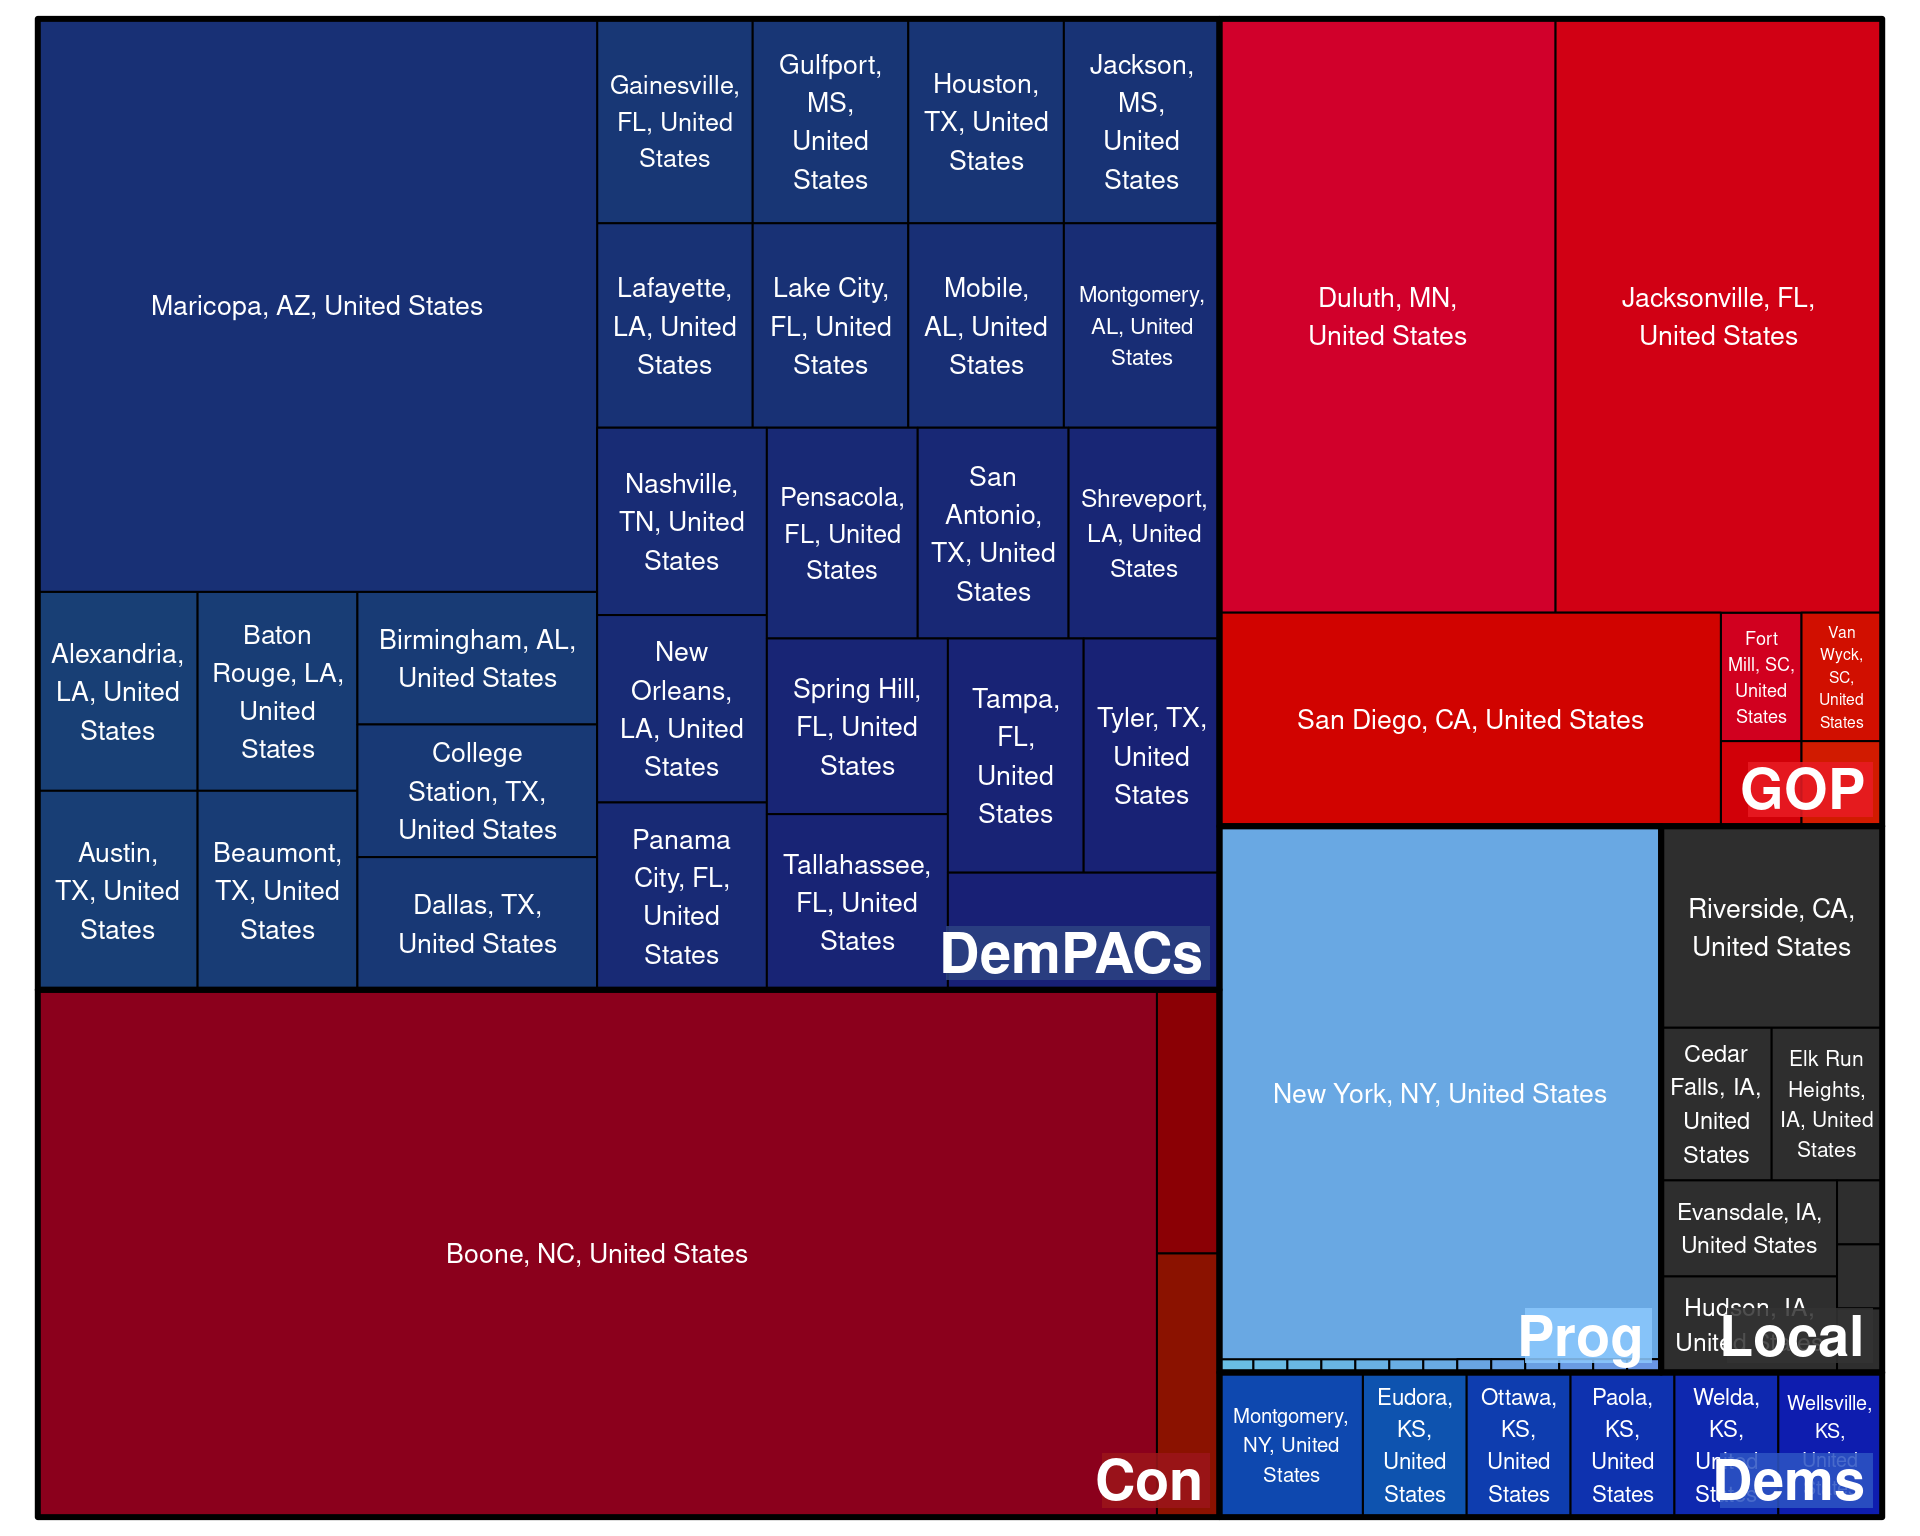 Maricopa, AZ, United States
Gainesville,
FL, United
States
Gulfport,
MS,
United
States
Houston,
TX, United
States
Jackson,
MS,
United
States
Lafayette,
LA, United
States
Lake City,
FL, United
States
Mobile,
AL, United
States
Montgomery,
AL, United
States
Nashville,
TN, United
States
Pensacola,
FL, United
States
San
Antonio,
TX, United
States
Shreveport,
LA, United
States
Alexandria,
LA, United
States
Baton
Rouge, LA,
United
States
Birmingham, AL,
United States
College
Station, TX,
United States
Austin,
TX, United
States
Beaumont,
TX, United
States
Dallas, TX,
United States
New
Orleans,
LA, United
States
Spring Hill,
FL, United
States
Tampa,
FL,
United
States
Tyler, TX,
United
States
Panama
City, FL,
United
States
Tallahassee,
FL, United
States
DemPACs
Duluth, MN,
United States
Jacksonville, FL,
United States
San Diego, CA, United States
Fort
Mill, SC,
United
States
Van
Wyck,
SC,
United
States
GOP
Boone, NC, United States
Con
New York, NY, United States
Prog
Riverside, CA,
United States
Cedar
Falls, IA,
United
States
Elk Run
Heights,
IA, United
States
Evansdale, IA,
United States
Hudson, IA,
United States
Local
Montgomery,
NY, United
States
Eudora,
KS,
United
States
Ottawa,
KS,
United
States
Paola,
KS,
United
States
Welda,
KS,
United
States
Wellsville,
KS,
United
Dems